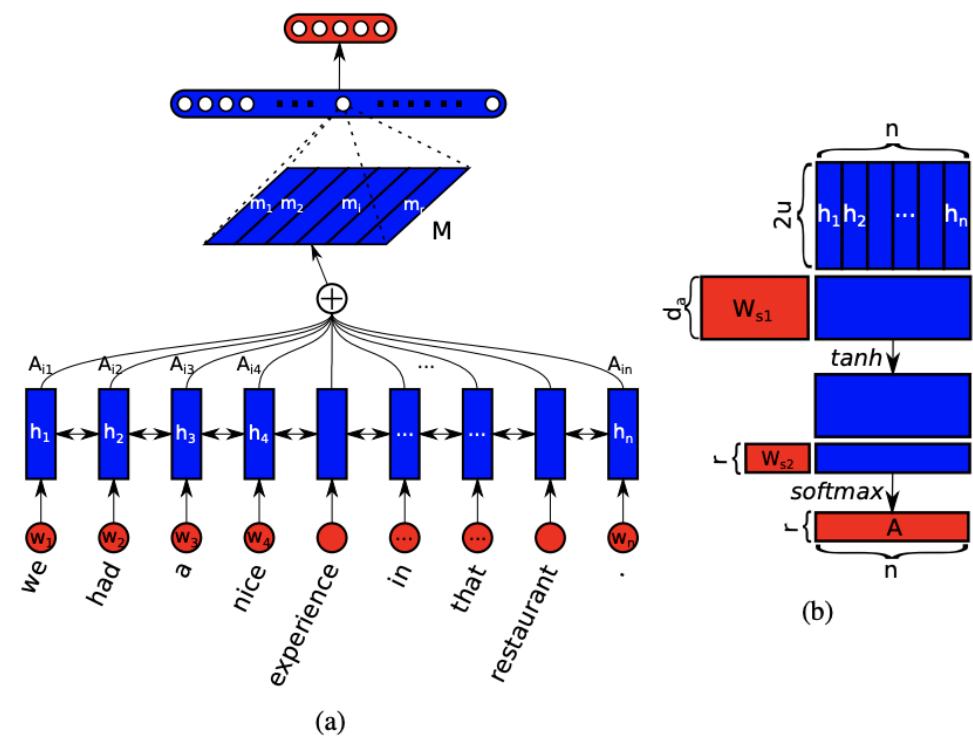 m1 m2 mi mr
M
Ai1 Ai2 Ai3 Ai4 ... Ain
h1 h2 h3 h4 ... ... hn
w1 w2 w3 w4 ... ... wn
we had a nice experience in that restaurant .
(a)
n
2u
h1 h2 ... hn
da
Ws1
tanh
r
Ws2
softmax
r
A
n
(b)